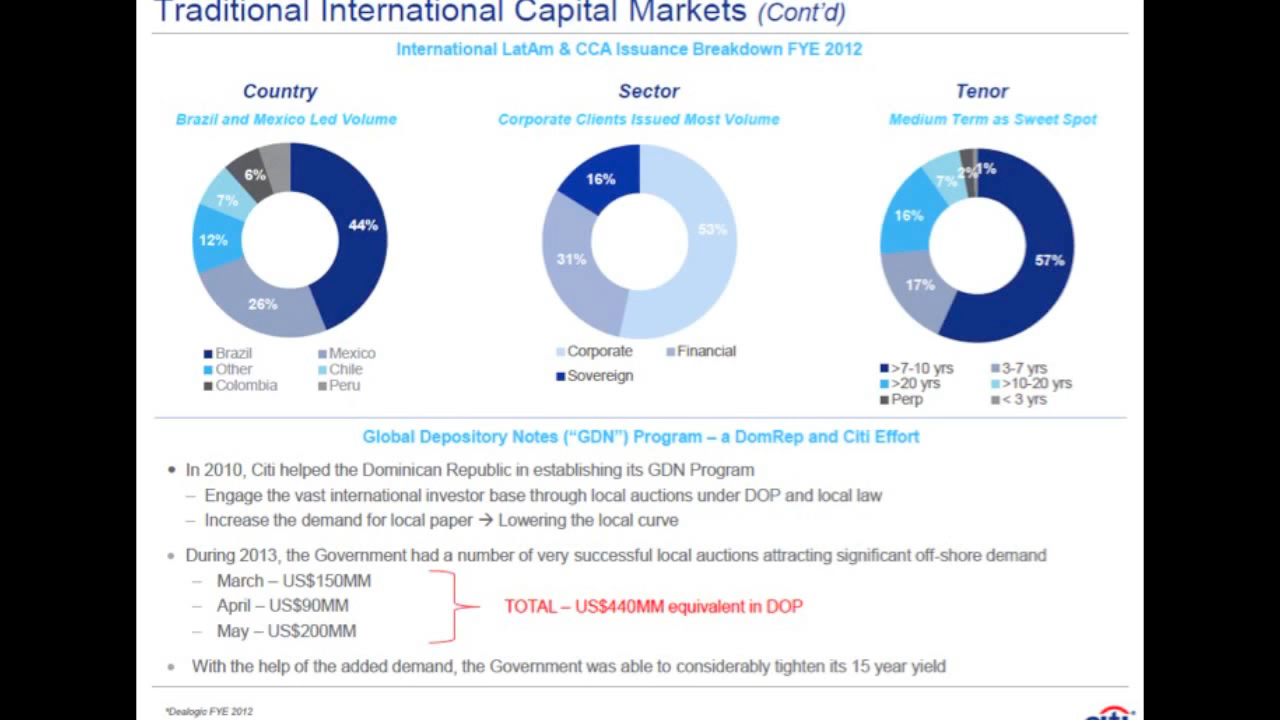 Traditional International Capital Markets (Cont'd)
International LatAm & CCA Issuance Breakdown FYE 2012
Country
Brazil and Mexico Led Volume
6%
7%
12%
44%
26%
Brazil
Mexico
Other
Chile
Colombia
Peru
Sector
Corporate Clients Issued Most Volume
16%
53%
31%
Corporate
Financial
Sovereign
Tenor
Medium Term as Sweet Spot
1%
2%
7%
16%
57%
17%
>7-10 yrs
3-7 yrs
>20 yrs
>10-20 yrs
Perp
< 3 yrs
Global Depository Notes (“GDN”) Program – a DomRep and Citi Effort
• In 2010, Citi helped the Dominican Republic in establishing its GDN Program
– Engage the vast international investor base through local auctions under DOP and local law
– Increase the demand for local paper → Lowering the local curve
• During 2013, the Government had a number of very successful local auctions attracting significant off-shore demand
– March – US$150MM
– April – US$90MM
– May – US$200MM
TOTAL – US$440MM equivalent in DOP
• With the help of the added demand, the Government was able to considerably tighten its 15 year yield
*Dealogic FYE 2012
citi